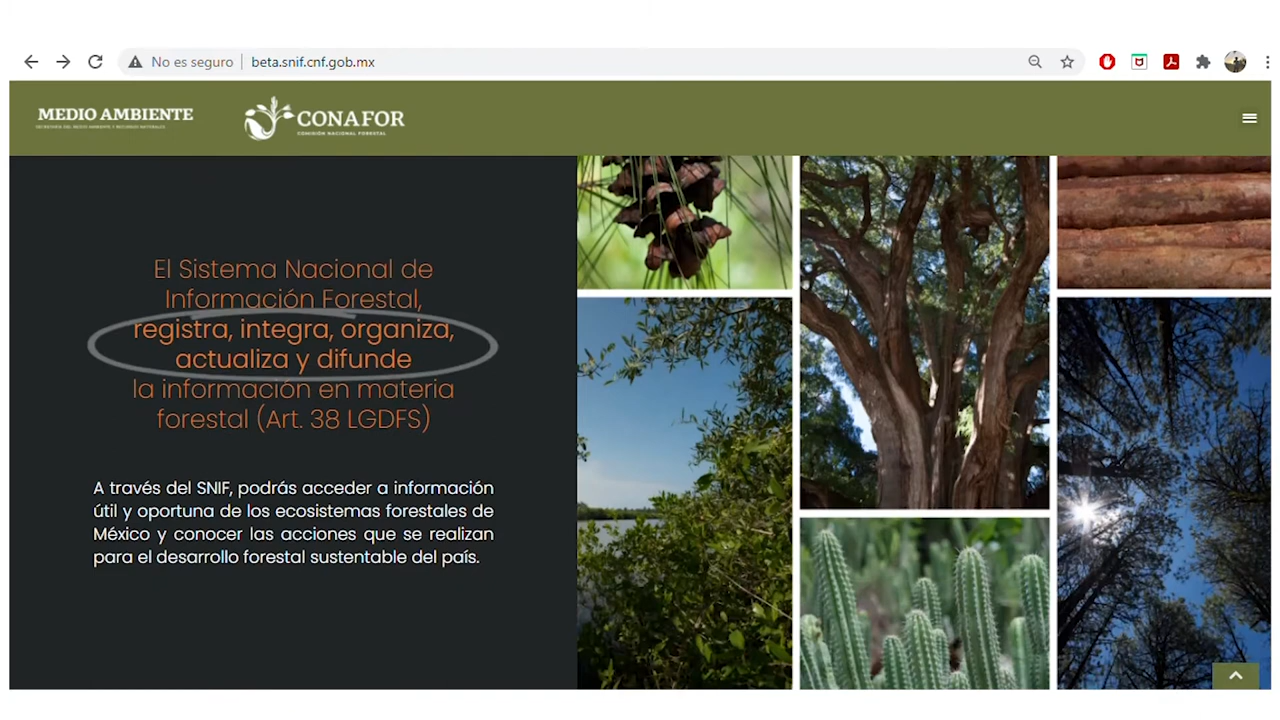 No es seguro
beta.snif.cnf.gob.mx
MEDIO AMBIENTE
CONAFOR
COMISIÓN NACIONAL FORESTAL
El Sistema Nacional de
Información Forestal,
registra, integra, organiza,
actualiza y difunde
la información en materia
forestal (Art. 38 LGDFS)
A través del SNIF, podrás acceder a información
útil y oportuna de los ecosistemas forestales de
México y conocer las acciones que se realizan
para el desarrollo forestal sustentable del país.